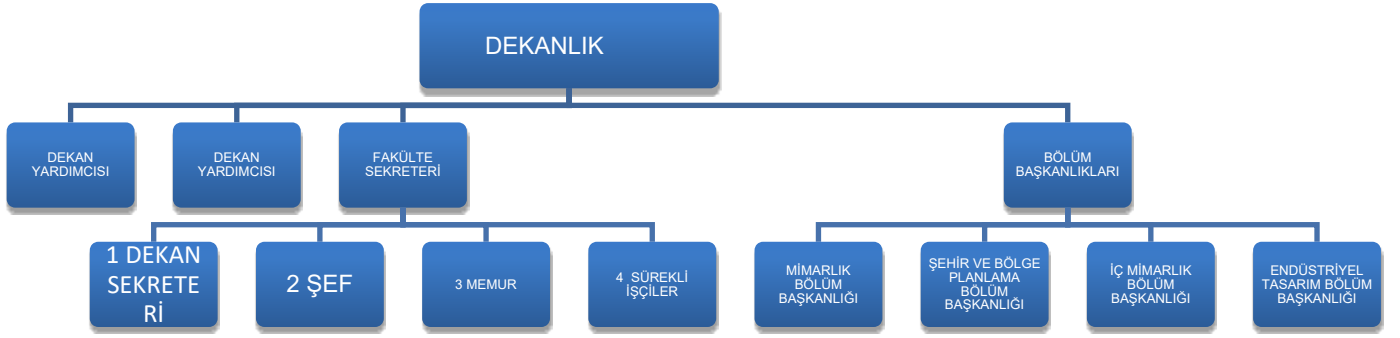 DEKANLIK
DEKAN
YARDIMCISI
DEKAN
YARDIMCISI
FAKÜLTE
SEKRETERİ
BÖLÜM
BAŞKANLIKLARI
1 DEKAN
SEKRETE
Rİ
2 ŞEF
3 MEMUR
4  SÜREKLİ
İŞÇİLER
MİMARLIK
BÖLÜM
BAŞKANLIĞI
ŞEHİR VE BÖLGE
PLANLAMA
BÖLÜM
BAŞKANLIĞI
İÇ MİMARLIK
BÖLÜM
BAŞKANLIĞI
ENDÜSTRİYEL
TASARIM BÖLÜM
BAŞKANLIĞI